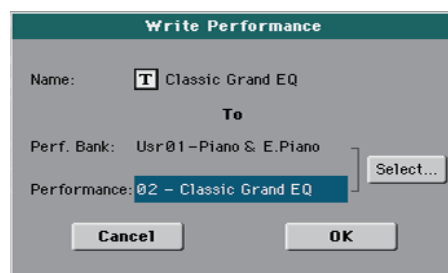 Write Performance
Name: T Classic Grand EQ
To
Perf. Bank: Usr01-Piano & E.Piano
Select...
Performance: 02 - Classic Grand EQ
Cancel OK